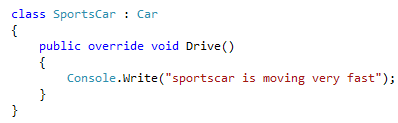 class SportsCar : Car
{
    public override void Drive()
    {
        Console.Write("sportscar is moving very fast");
    }
}